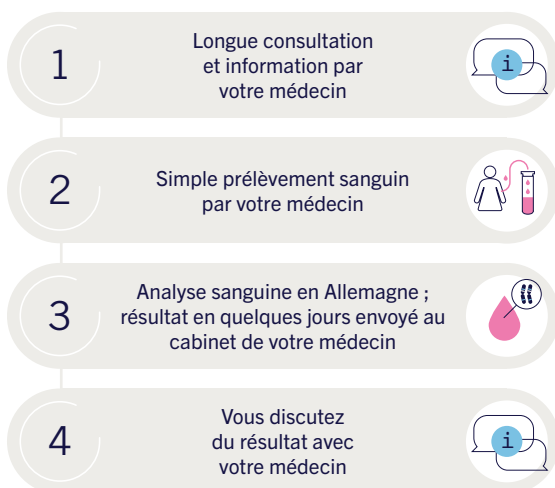 1
Longue consultation
et information par
votre médecin
i
2
Simple prélèvement sanguin
par votre médecin
3
Analyse sanguine en Allemagne ;
résultat en quelques jours envoyé au
cabinet de votre médecin
4
Vous discutez
du résultat avec
votre médecin
i